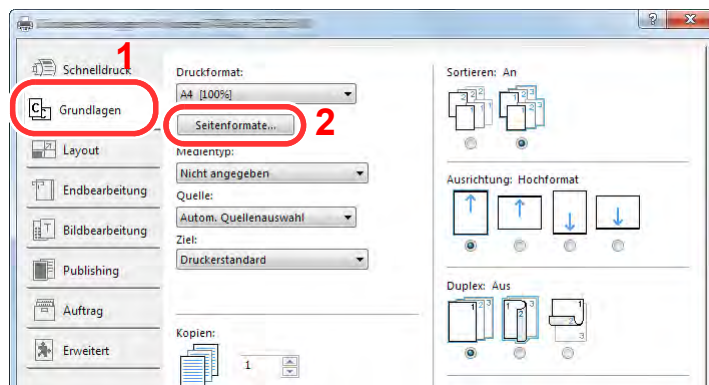 1
Schnelldruck
Grundlagen
Layout
Endbearbeitung
Bildbearbeitung
Publishing
Auftrag
Erweitert
Druckformat:
A4 [100%]
Seitenformate...
2
Medientyp:
Nicht angegeben
Quelle:
Autom. Quellenauswahl
Ziel:
Druckerstandard
Kopien:
1
Sortieren: An
Ausrichtung: Hochformat
Duplex: Aus